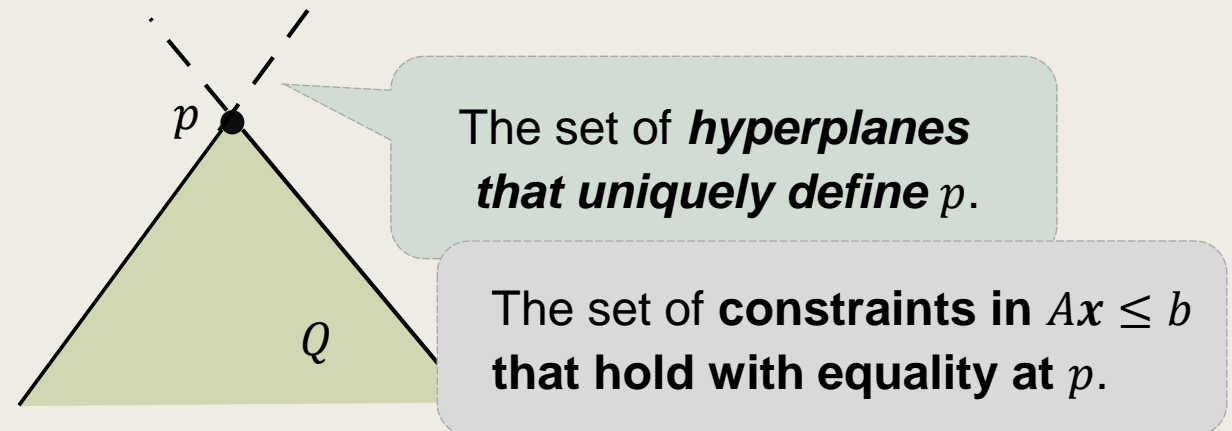 p
The set of hyperplanes
that uniquely define p.
The set of constraints in Ax ≤ b
that hold with equality at p.
Q